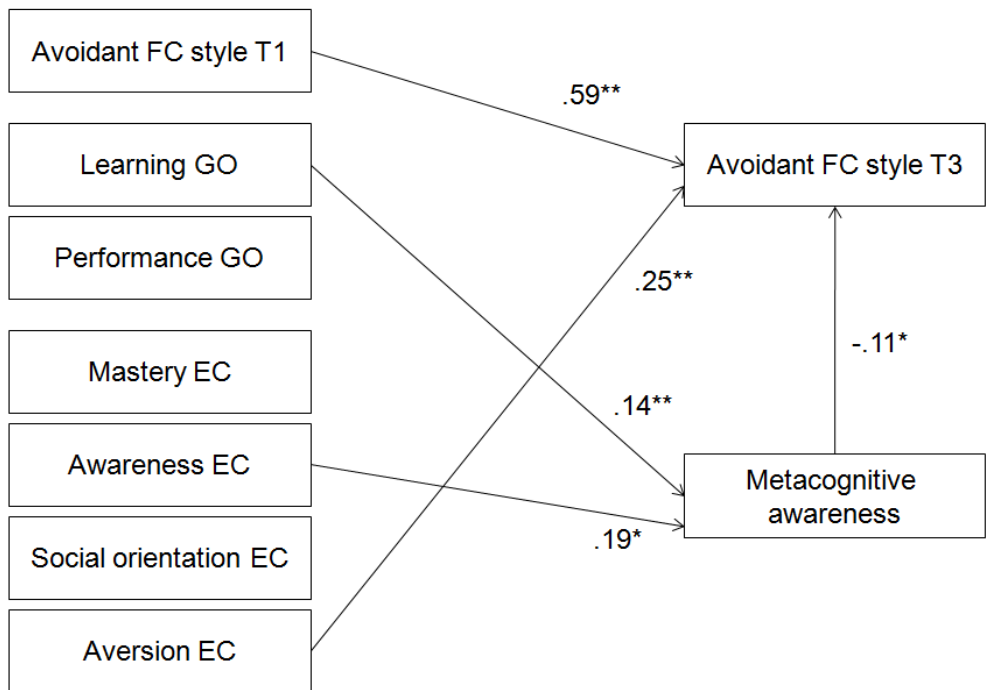 Avoidant FC style T1
.59**
Learning GO
Avoidant FC style T3
Performance GO
.25**
Mastery EC
-.11*
.14**
Awareness EC
Metacognitive
awareness
.19*
Social orientation EC
Aversion EC